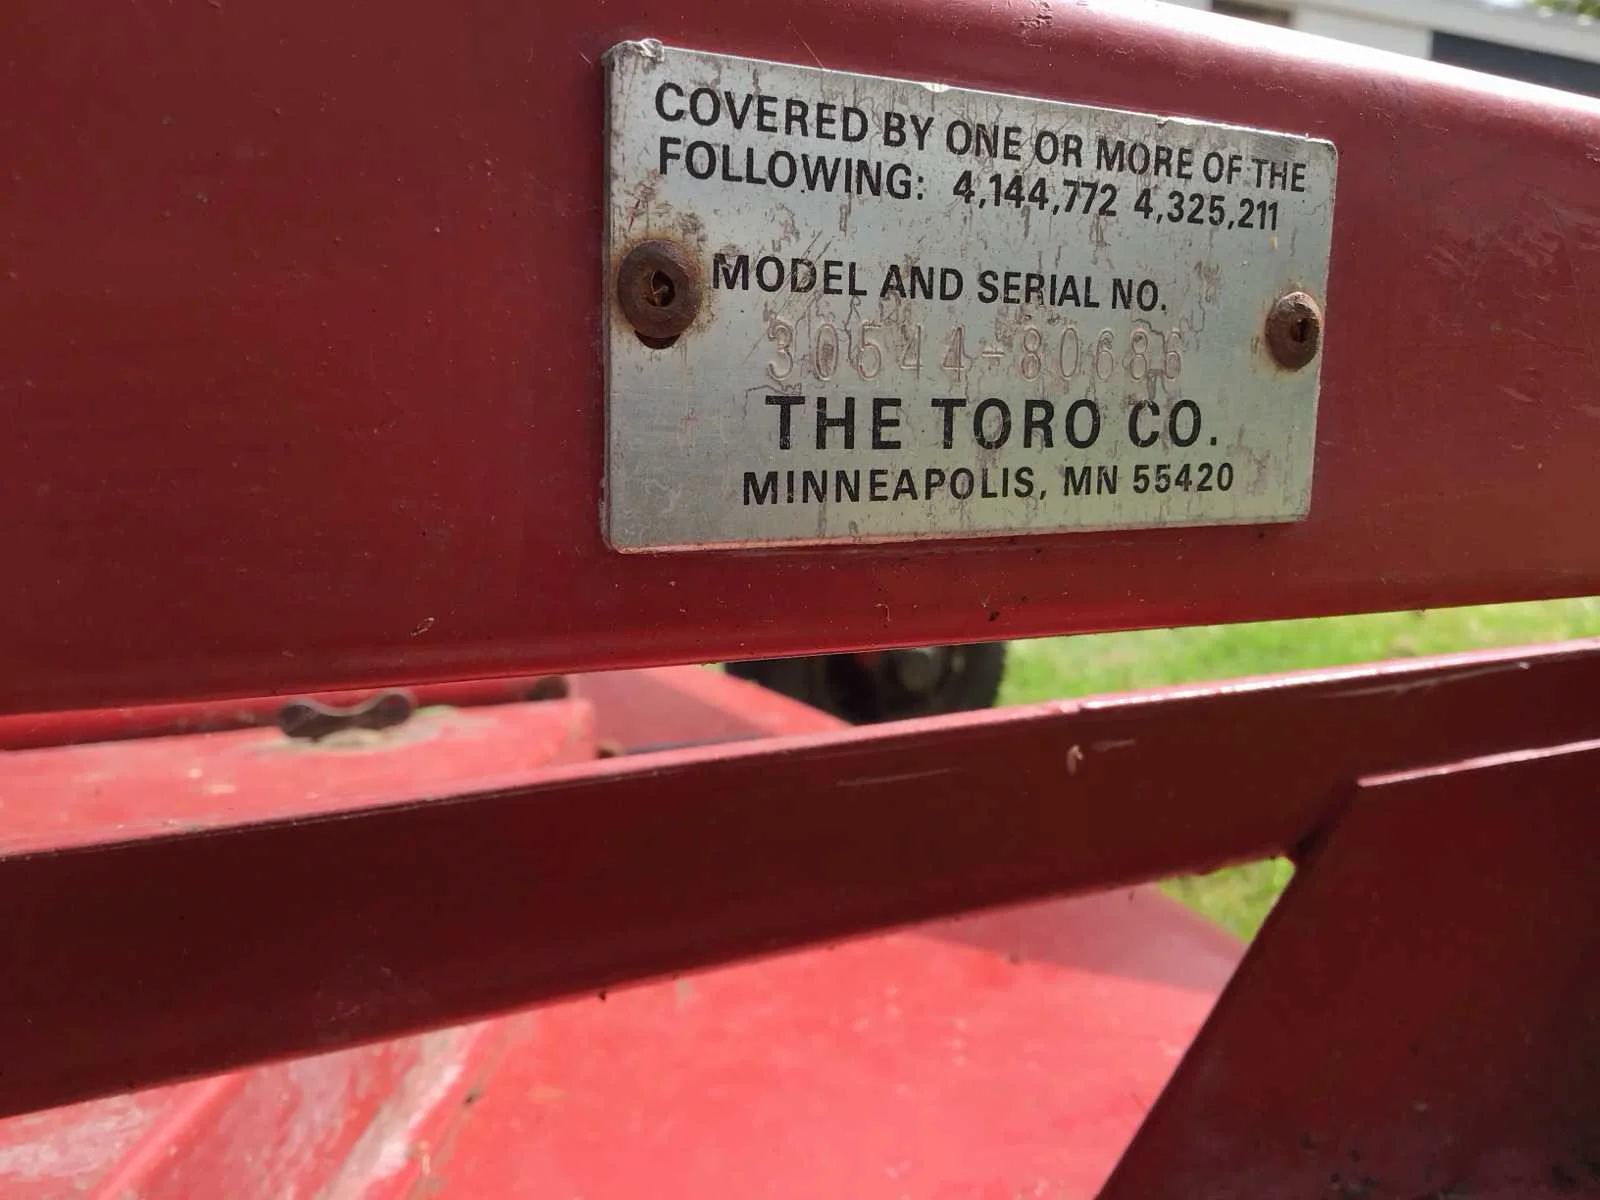 COVERED BY ONE OR MORE OF THE
FOLLOWING: 4,144,772 4,325,211
MODEL AND SERIAL NO.
30544-80686
THE TORO CO.
MINNEAPOLIS, MN 55420